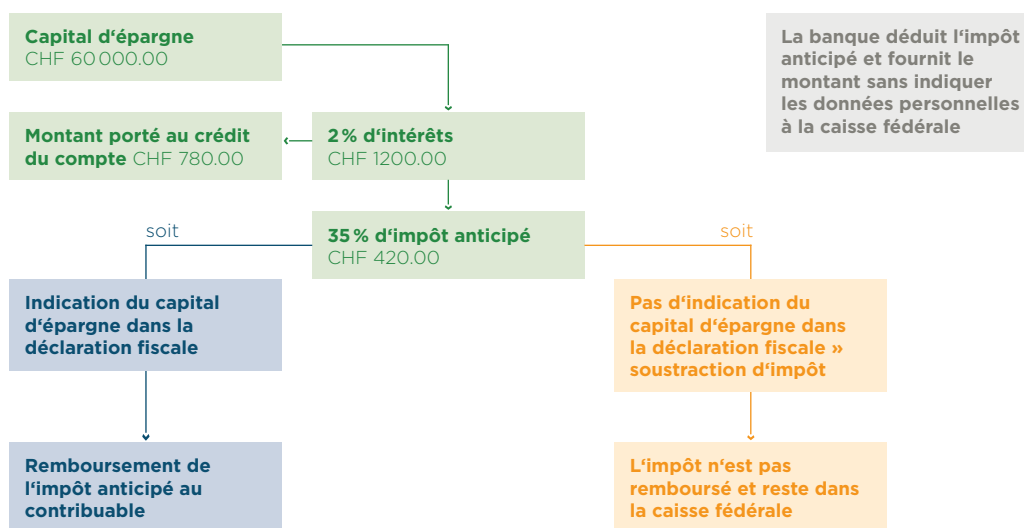 Capital d‘épargne
CHF 60 000.00
La banque déduit l‘impôt
anticipé et fournit le
montant sans indiquer
les données personnelles
à la caisse fédérale
Montant porté au crédit
du compte CHF 780.00
2 % d‘intérêts
CHF 1200.00
35 % d‘impôt anticipé
CHF 420.00
soit
soit
Indication du capital
d‘épargne dans la
déclaration fiscale
Pas d‘indication du
capital d‘épargne dans
la déclaration fiscale »
soustraction d‘impôt
Remboursement de
l‘impôt anticipé au
contribuable
L‘impôt n‘est pas
remboursé et reste dans
la caisse fédérale